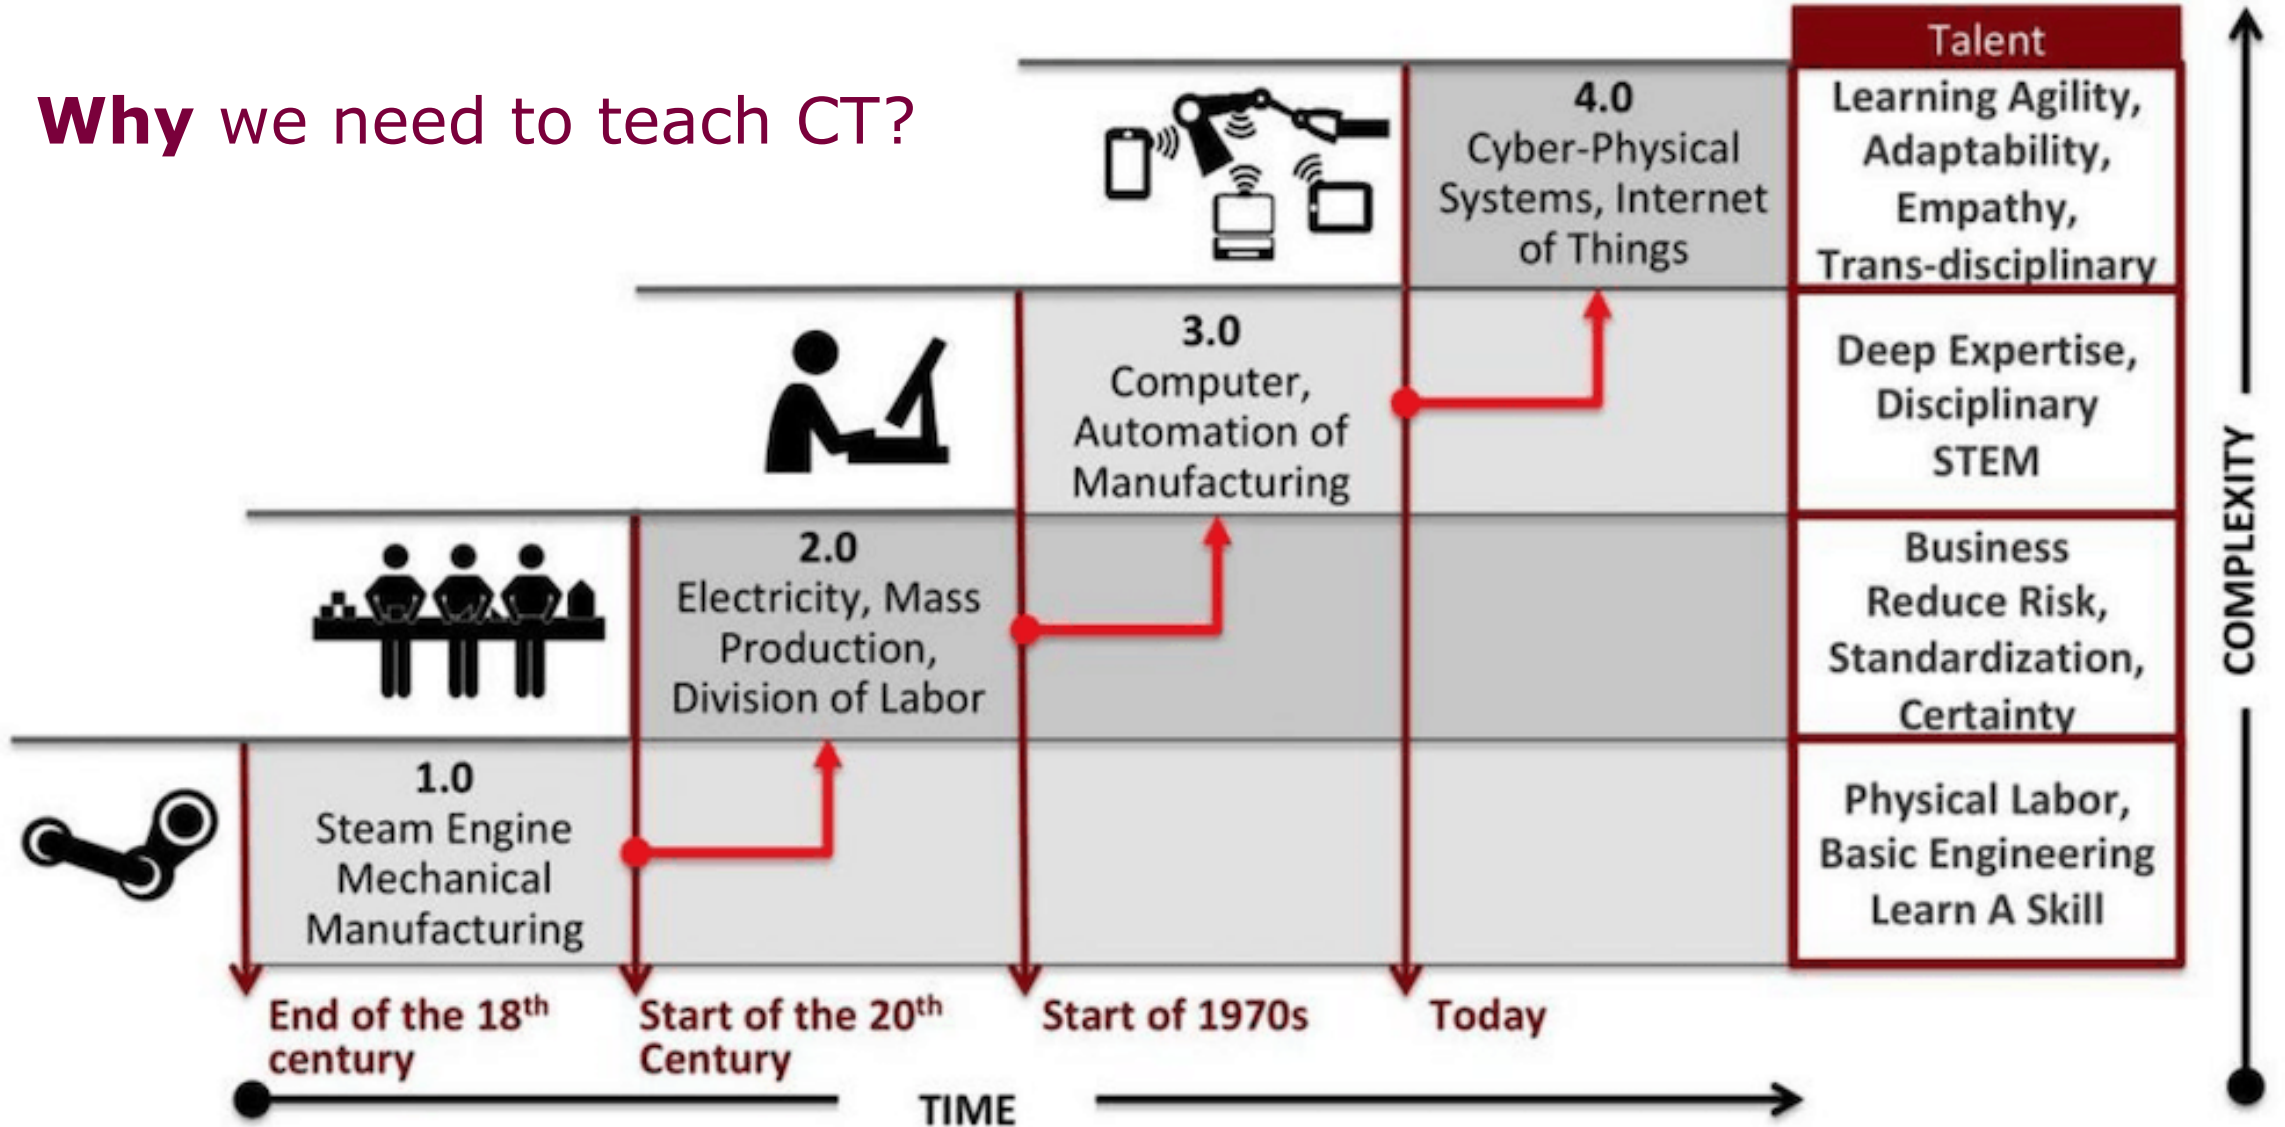 Why we need to teach CT?
Talent
4.0
Cyber-Physical
Systems, Internet
of Things
Learning Agility,
Adaptability,
Empathy,
Trans-disciplinary
3.0
Computer,
Automation of
Manufacturing
Deep Expertise,
Disciplinary
STEM
2.0
Electricity, Mass
Production,
Division of Labor
Business
Reduce Risk,
Standardization,
Certainty
1.0
Steam Engine
Mechanical
Manufacturing
Physical Labor,
Basic Engineering
Learn A Skill
End of the 18th
century
Start of the 20th
Century
Start of 1970s
Today
TIME
COMPLEXITY